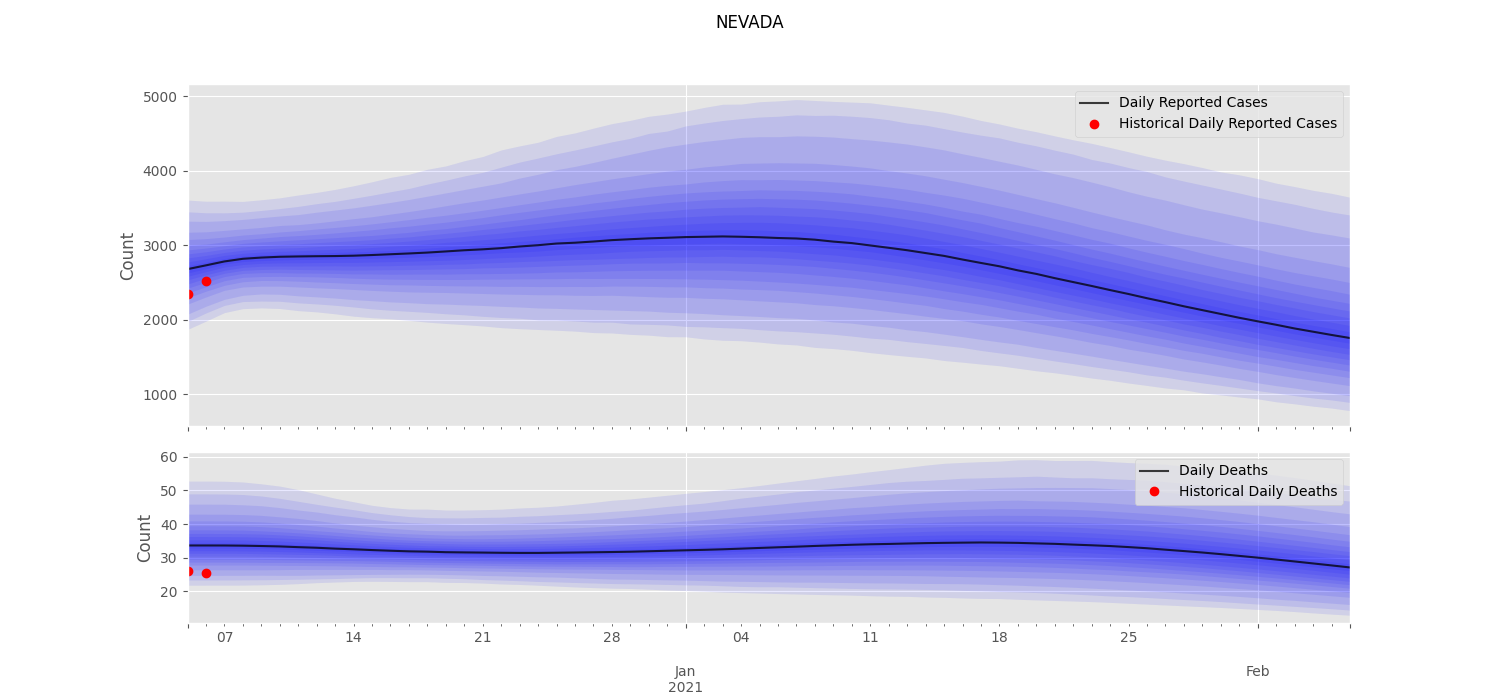 NEVADA
5000
4000
3000
2000
1000
Count
Daily Reported Cases
Historical Daily Reported Cases
60
50
40
30
20
Count
Daily Deaths
Historical Daily Deaths
07 14 21 28 04 11 18 25
Jan Feb
2021